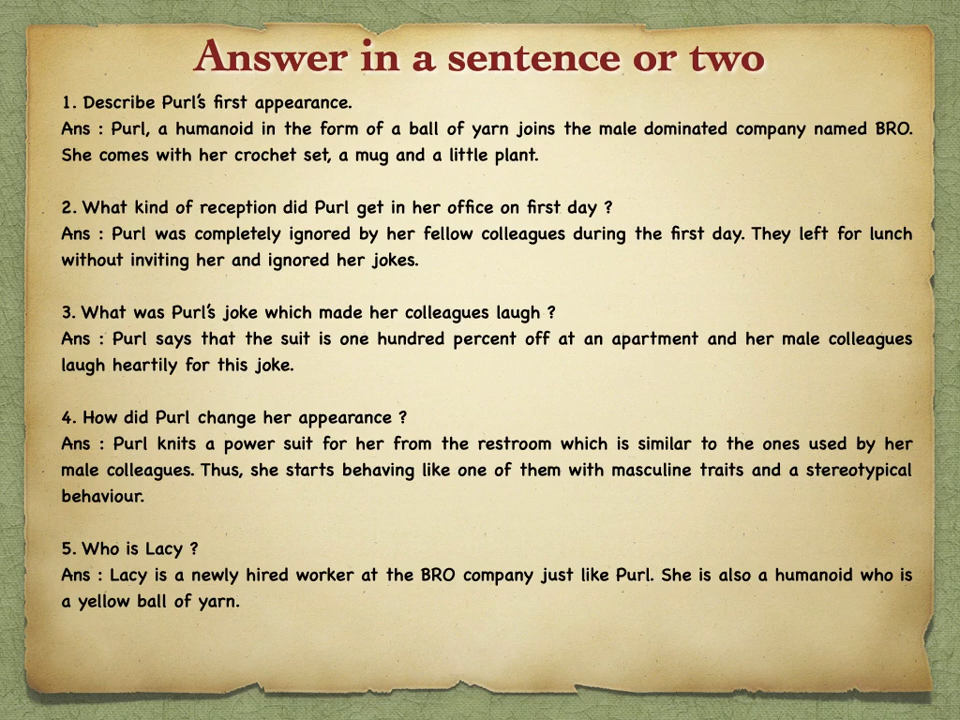 Answer in a sentence or two
1. Describe Purl's first appearance.
Ans : Purl, a humanoid in the form of a ball of yarn joins the male dominated company named BRO.
She comes with her crochet set, a mug and a little plant.
2. What kind of reception did Purl get in her office on first day ?
Ans : Purl was completely ignored by her fellow colleagues during the first day. They left for lunch
without inviting her and ignored her jokes.
3. What was Purl's joke which made her colleagues laugh ?
Ans : Purl says that the suit is one hundred percent off at an apartment and her male colleagues
laugh heartily for this joke.
4. How did Purl change her appearance ?
Ans : Purl knits a power suit for her from the restroom which is similar to the ones used by her
male colleagues. Thus, she starts behaving like one of them with masculine traits and a stereotypical
behaviour.
5. Who is Lacy ?
Ans : Lacy is a newly hired worker at the BRO company just like Purl. She is also a humanoid who is
a yellow ball of yarn.